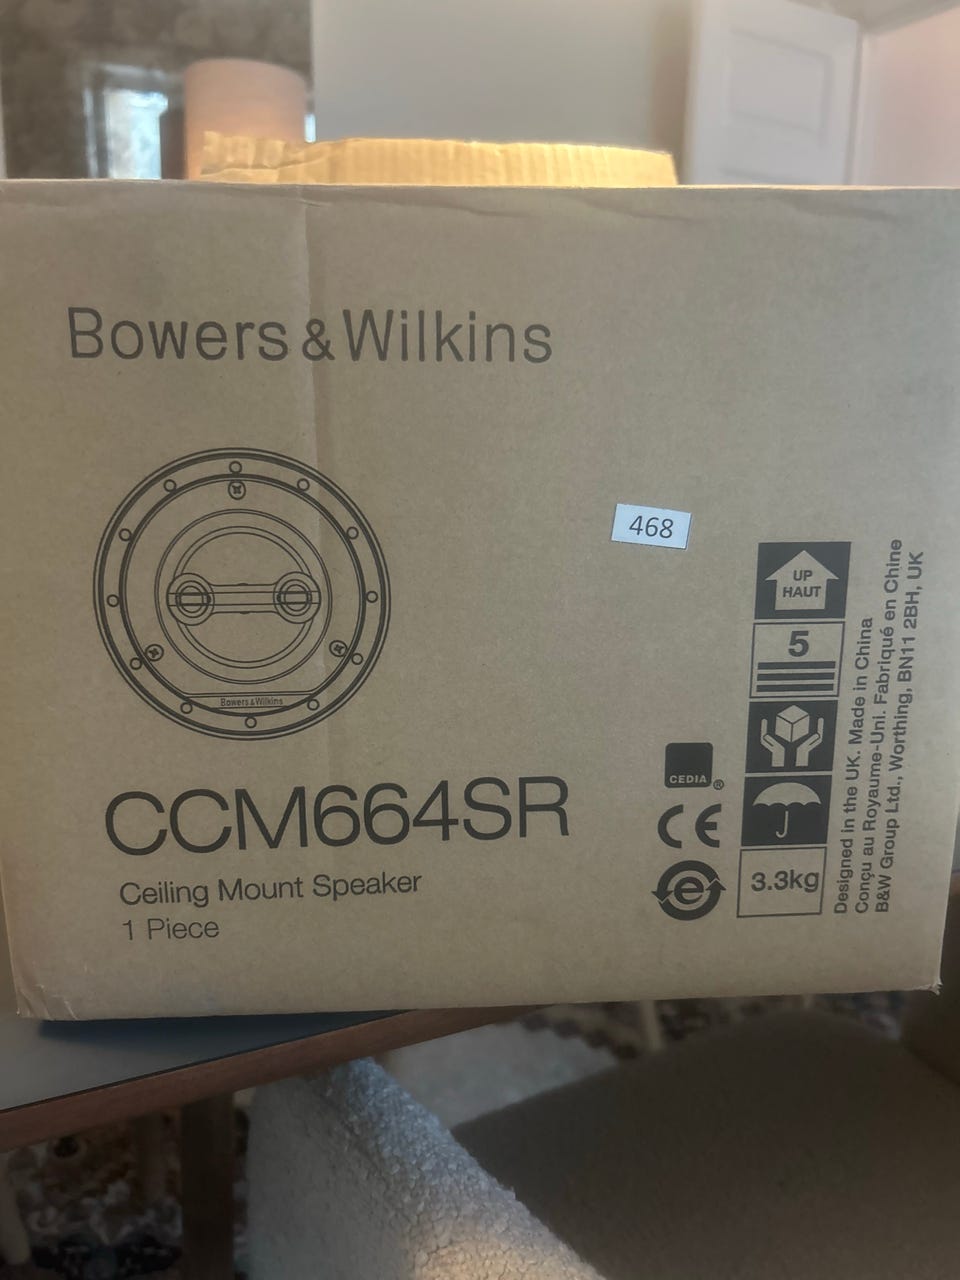 Bowers & Wilkins
468
Bowers & Wilkins
CCM664SR
Ceiling Mount Speaker
1 Piece
UP
HAUT
5
CEDIA ®
CE
e
3.3kg
Designed in the UK. Made in China
Conçu au Royaume-Uni. Fabriqué en Chine
B&W Group Ltd., Worthing, BN11 2BH, UK